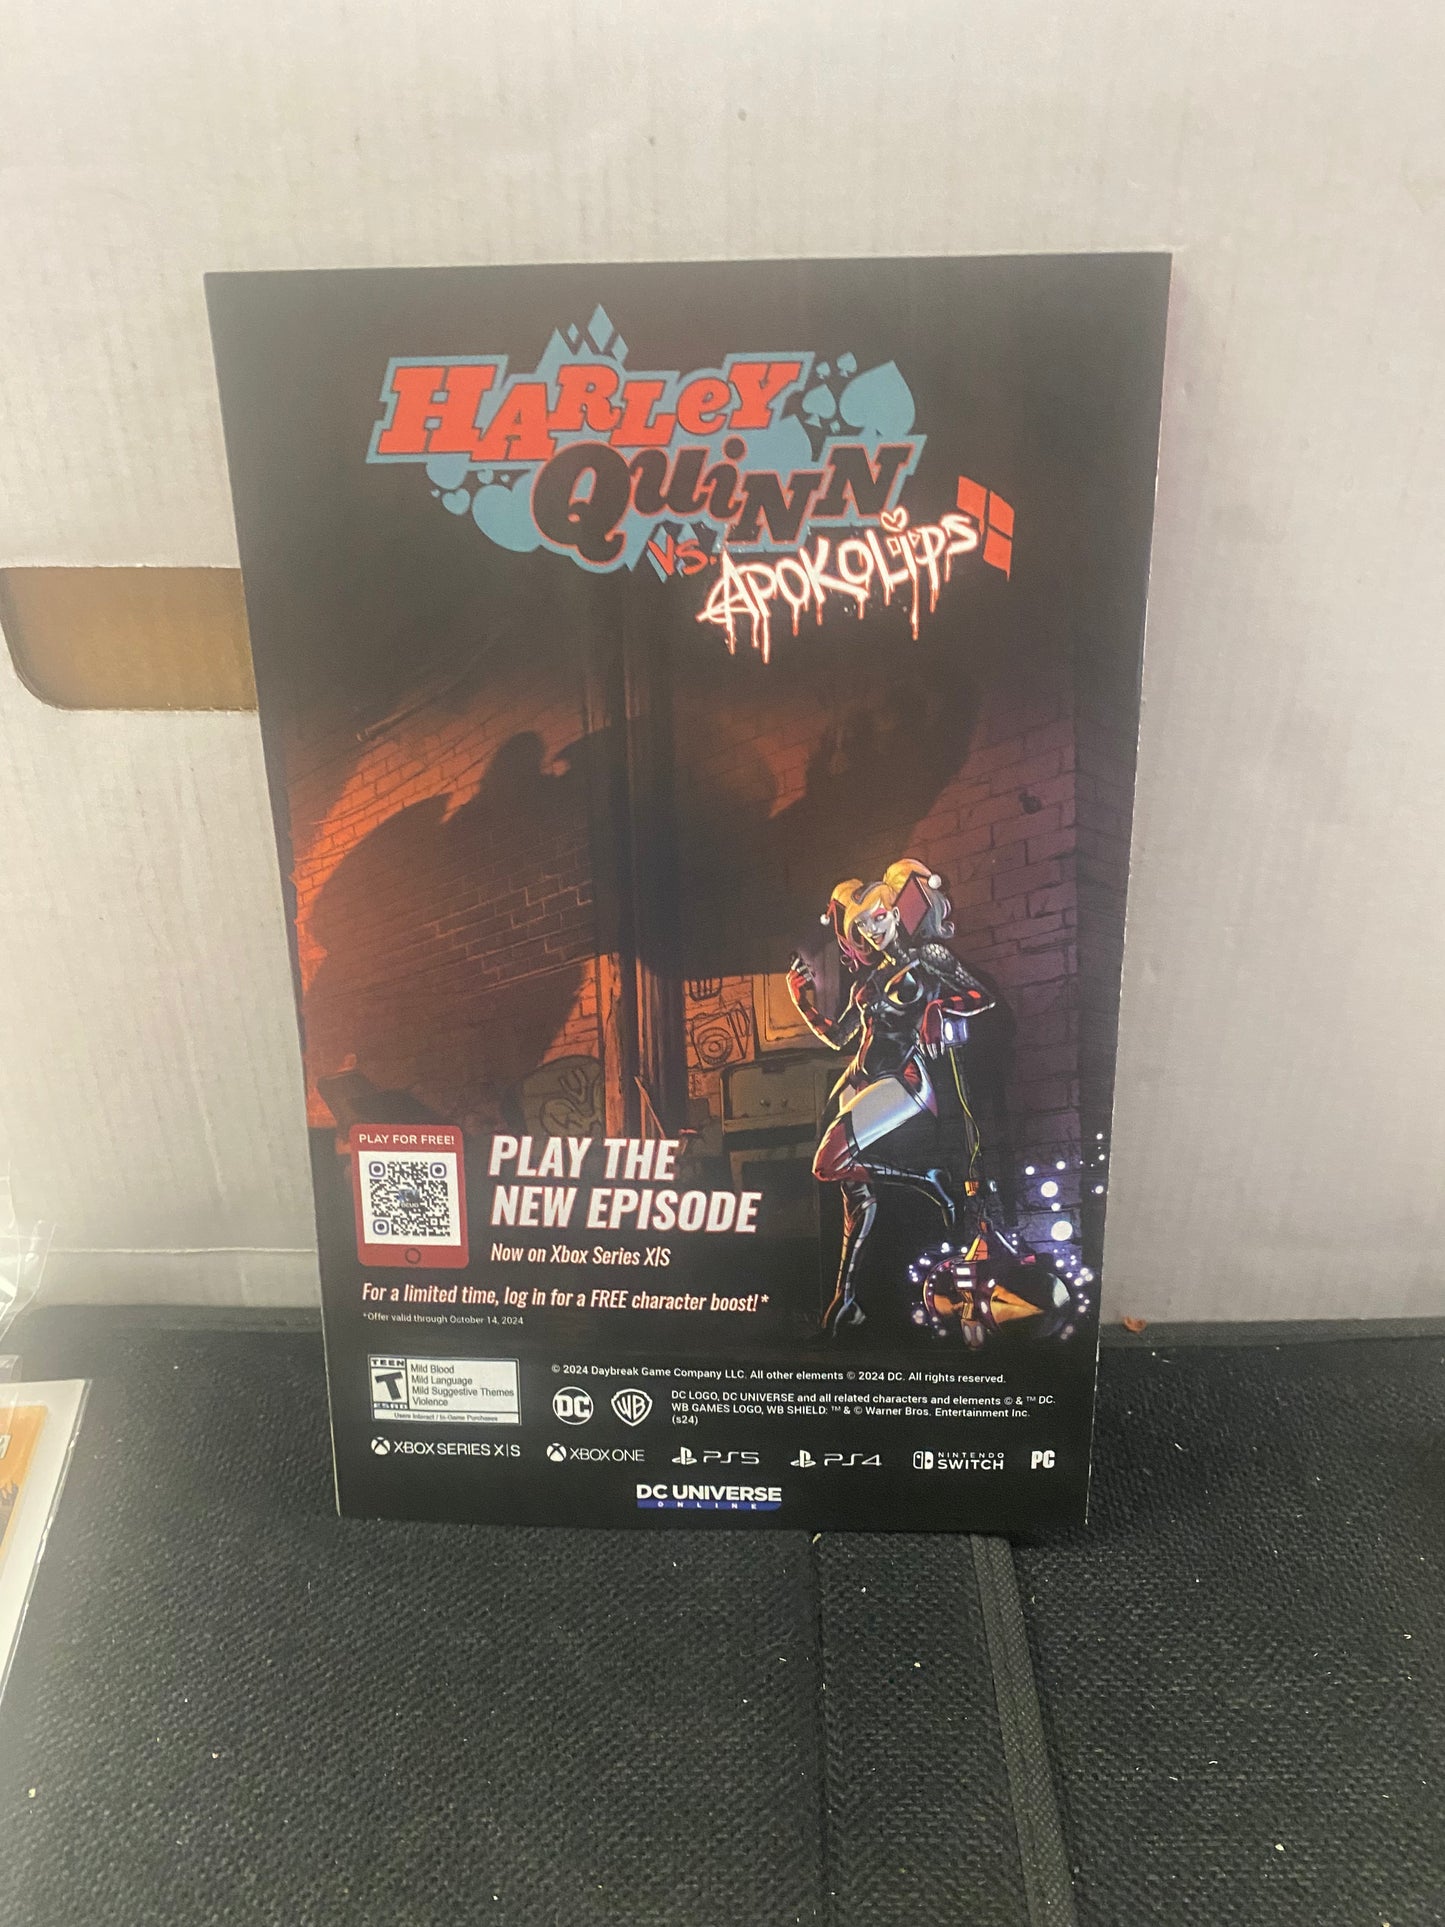 HARLEY
QUINN
VS. APOKOLIPS
PLAY FOR FREE!
PLAY THE
NEW EPISODE
Now on Xbox Series X|S
For a limited time, log in for a FREE character boost!*
*Offer valid through October 14, 2024
TEEN
T
ESRB
Mild Blood
Mild Language
Mild Suggestive Themes
Violence
Users Interact / In-Game Purchases
© 2024 Daybreak Game Company LLC. All other elements © 2024 DC. All rights reserved.
DC
WB
DC LOGO, DC UNIVERSE and all related characters and elements © & ™ DC.
WB GAMES LOGO, WB SHIELD: ™ & © Warner Bros. Entertainment Inc.
(s24)
XBOX SERIES X|S
XBOX ONE
PS5
PS4
NINTENDO
SWITCH
PC
DC UNIVERSE
ONLINE